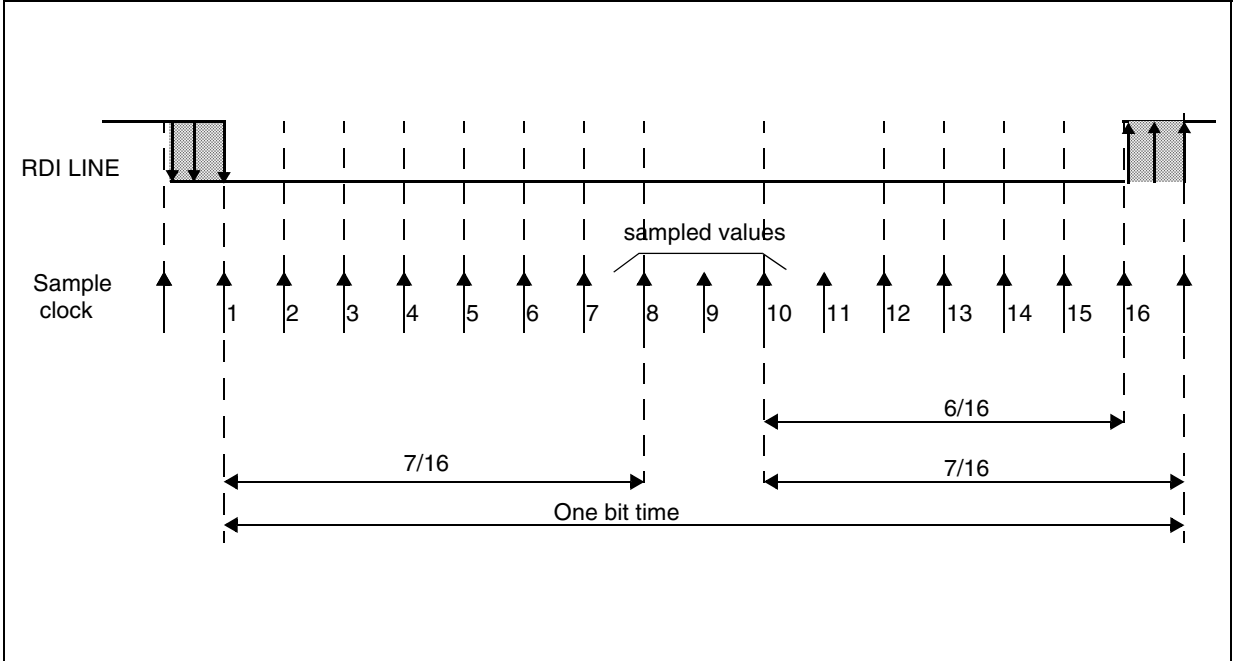 RDI LINE
sampled values
Sample
clock
1 2 3 4 5 6 7 8 9 10 11 12 13 14 15 16
6/16
7/16
7/16
One bit time